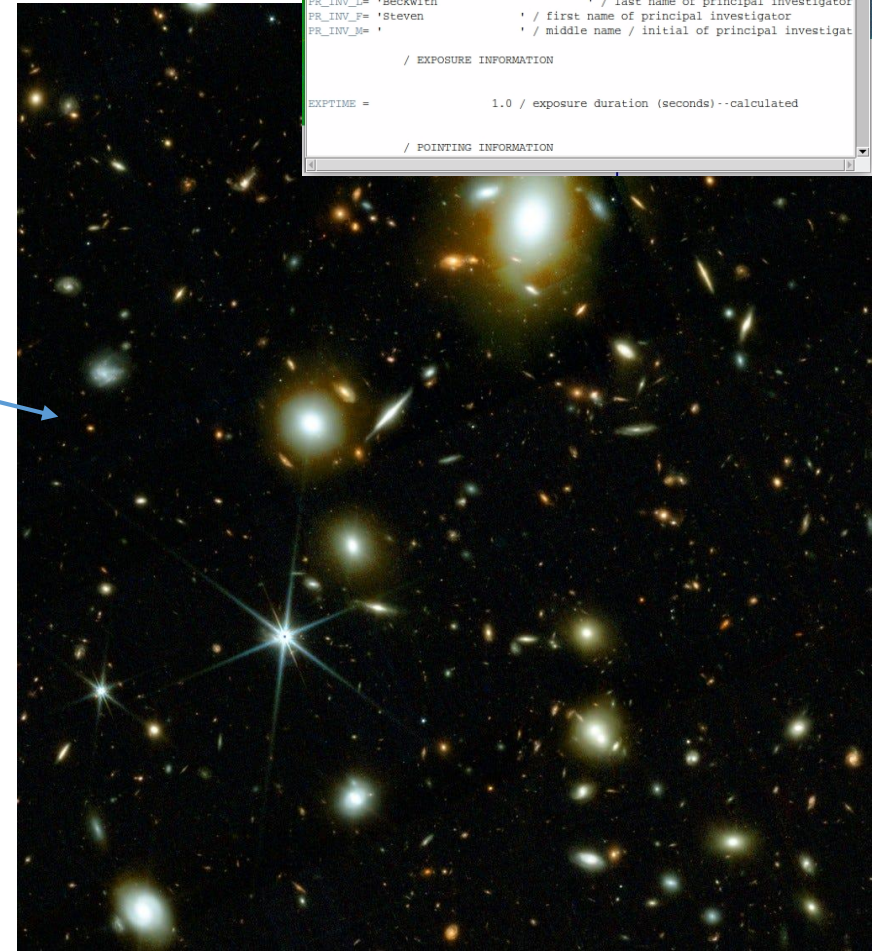 PR_INV_L= 'Beckwith ' / last name of principal investigator
PR_INV_F= 'Steven ' / first name of principal investigator
PR_INV_M= ' ' / middle name / initial of principal investigat
/ EXPOSURE INFORMATION
EXPTIME = 1.0 / exposure duration (seconds)--calculated
/ POINTING INFORMATION